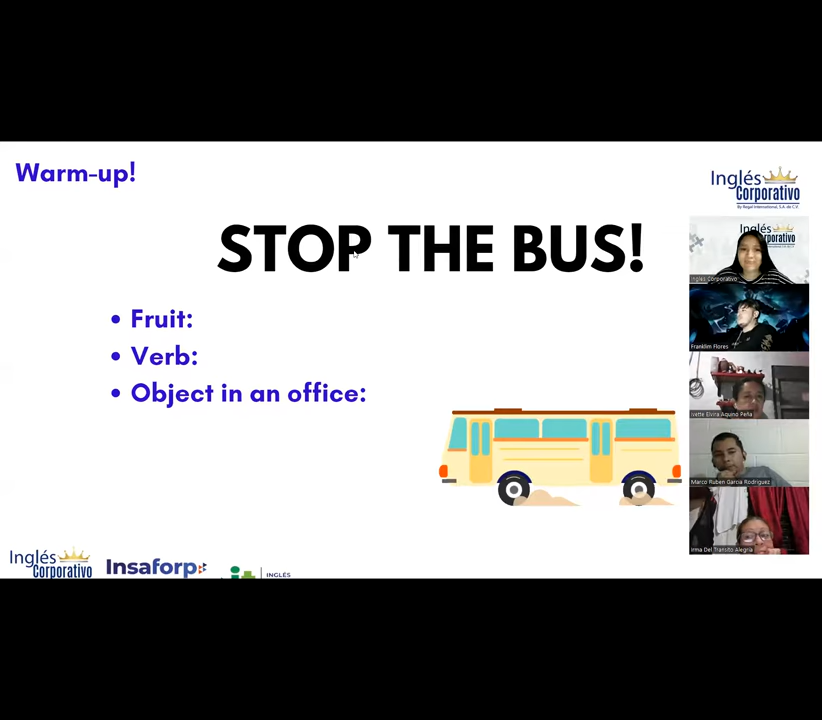 Warm-up!
Inglés
Corporativo
By Regal International, S.A. de C.V.
STOP THE BUS!
• Fruit:
• Verb:
• Object in an office:
Inglés
Corporativo
Inglés Corporativo
Franklim Flores
Ivette Elvira Aquino Peña
Marco Ruben Garcia Rodriguez
Irma Del Transito Alegria
Inglés
Corporativo
Insaforp
INGLÉS